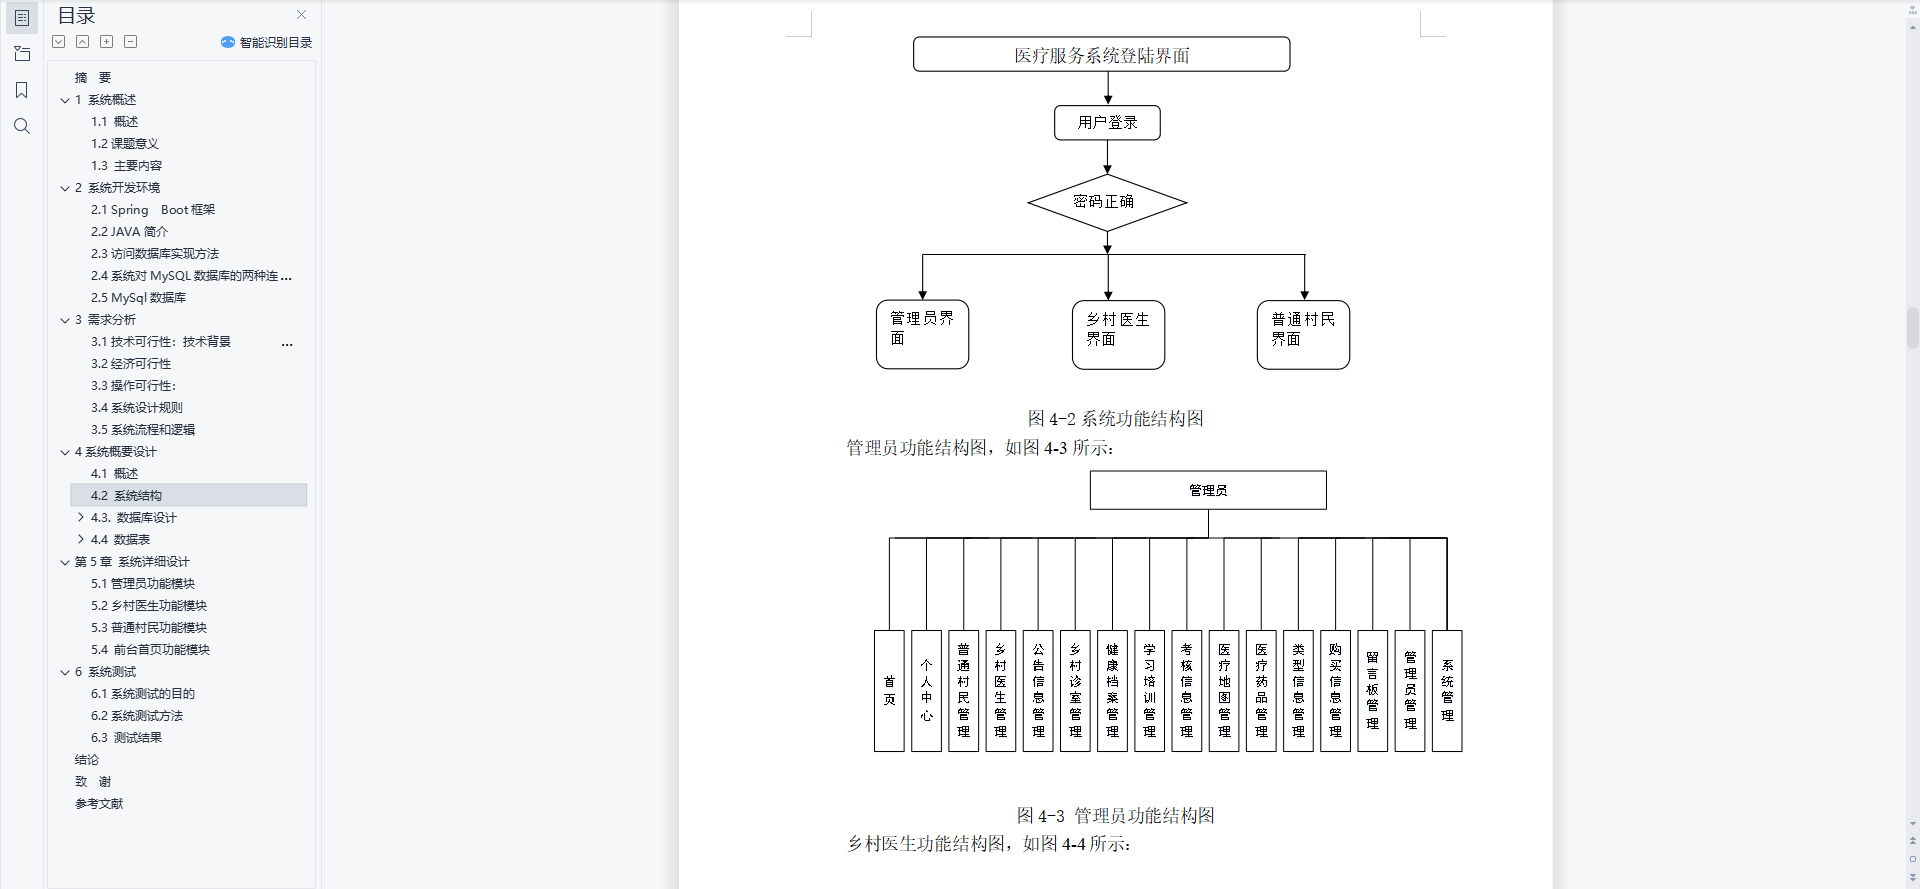 目录
智能识别目录
摘　要
1 系统概述
1.1 概述
1.2 课题意义
1.3 主要内容
2 系统开发环境
2.1 Spring　Boot 框架
2.2 JAVA 简介
2.3 访问数据库实现方法
2.4 系统对 MySQL 数据库的两种连 ...
2.5 MySql 数据库
3 需求分析
3.1 技术可行性：技术背景 ...
3.2 经济可行性
3.3 操作可行性：
3.4 系统设计规则
3.5 系统流程和逻辑
4 系统概要设计
4.1 概述
4.2 系统结构
4.3. 数据库设计
4.4 数据表
第 5 章 系统详细设计
5.1 管理员功能模块
5.2 乡村医生功能模块
5.3 普通村民功能模块
5.4 前台首页功能模块
6 系统测试
6.1 系统测试的目的
6.2 系统测试方法
6.3 测试结果
结论
致　谢
参考文献
医疗服务系统登陆界面
用户登录
密码正确
管理员界
面
乡村医生
界面
普通村民
界面
图 4-2 系统功能结构图
管理员功能结构图，如图 4-3 所示：
管理员
首页
个人中心
普通村民管理
乡村医生管理
公告信息管理
乡村诊室管理
健康档案管理
学习培训管理
考核信息管理
医疗地图管理
医疗药品管理
类型信息管理
购买信息管理
留言板管理
管理员管理
系统管理
图 4-3 管理员功能结构图
乡村医生功能结构图，如图 4-4 所示：